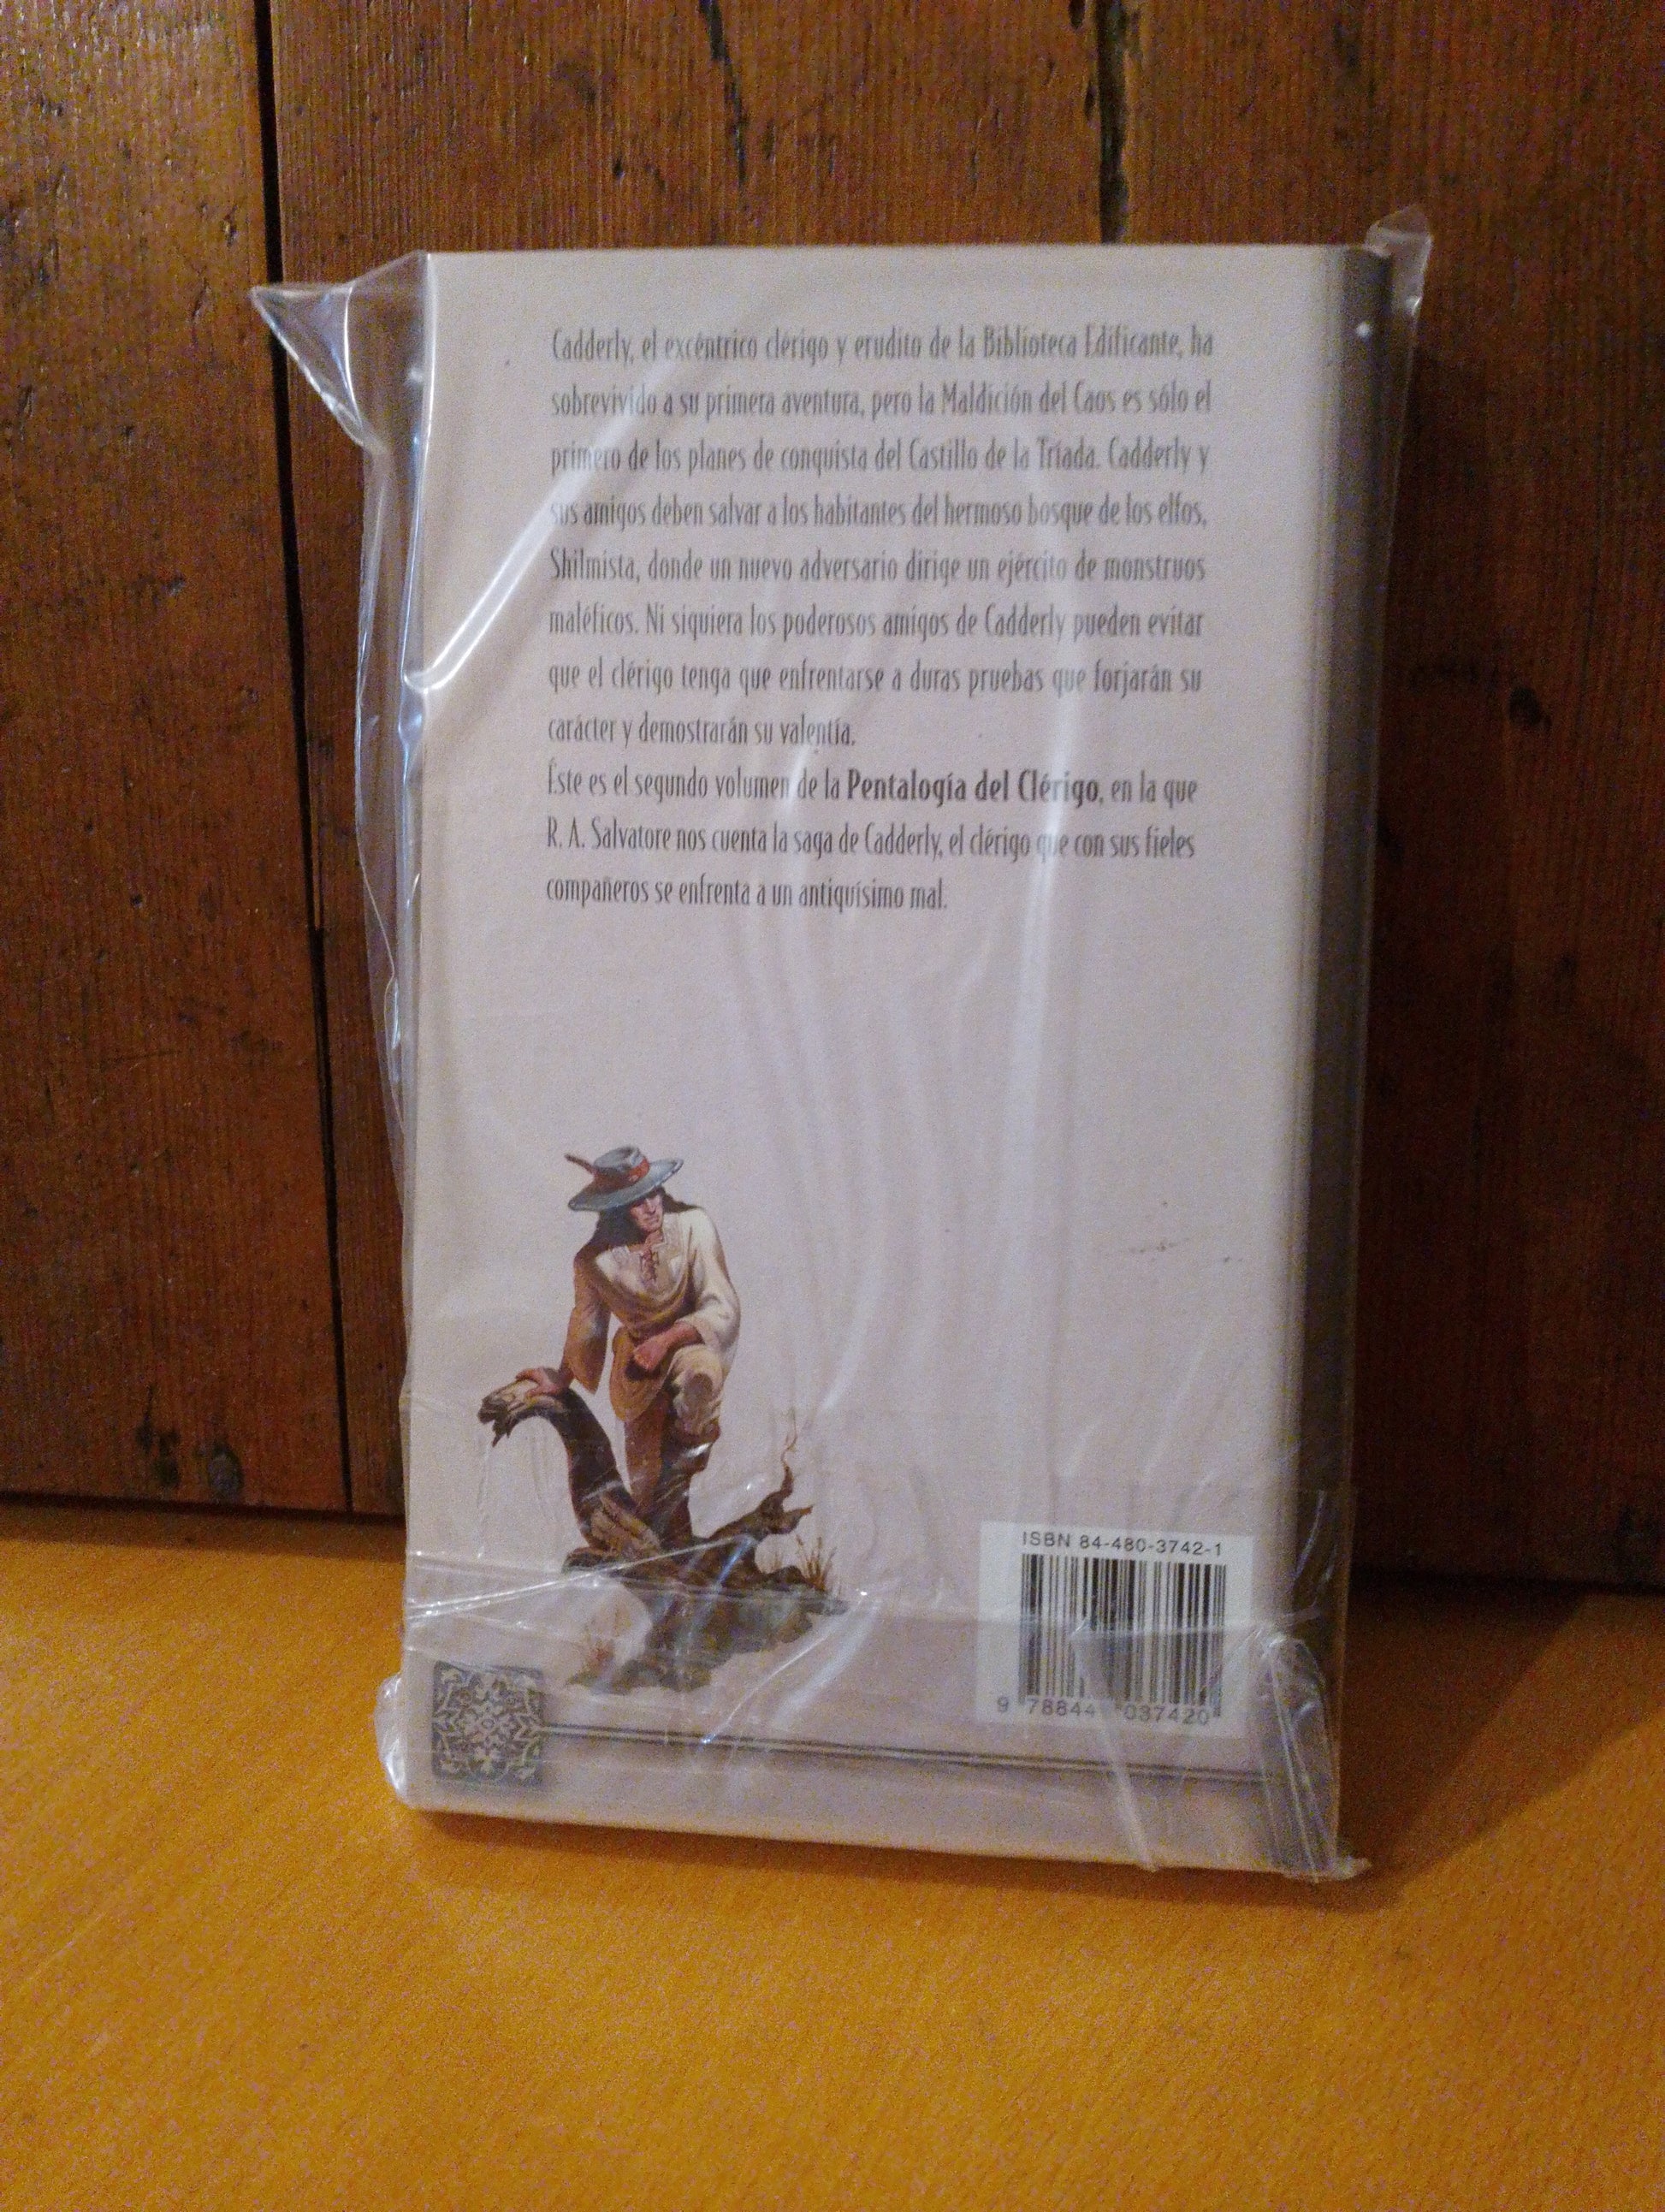 Cadderly, el excéntrico clérigo y erudito de la Biblioteca Edificante, ha
sobrevivido a su primera aventura, pero la Maldición del Caos es sólo el
primero de los planes de conquista del Castillo de la Tríada. Cadderly y
sus amigos deben salvar a los habitantes del hermoso bosque de los elfos,
Shilmista, donde un nuevo adversario dirige un ejército de monstruos
maléficos. Ni siquiera los poderosos amigos de Cadderly pueden evitar
que el clérigo tenga que enfrentarse a duras pruebas que forjarán su
carácter y demostrarán su valentía.
Éste es el segundo volumen de la Pentalogía del Clérigo, en la que
R. A. Salvatore nos cuenta la saga de Cadderly, el clérigo que con sus fieles
compañeros se enfrenta a un antiquísimo mal.
ISBN 84-480-3742-1
9 78844 037420